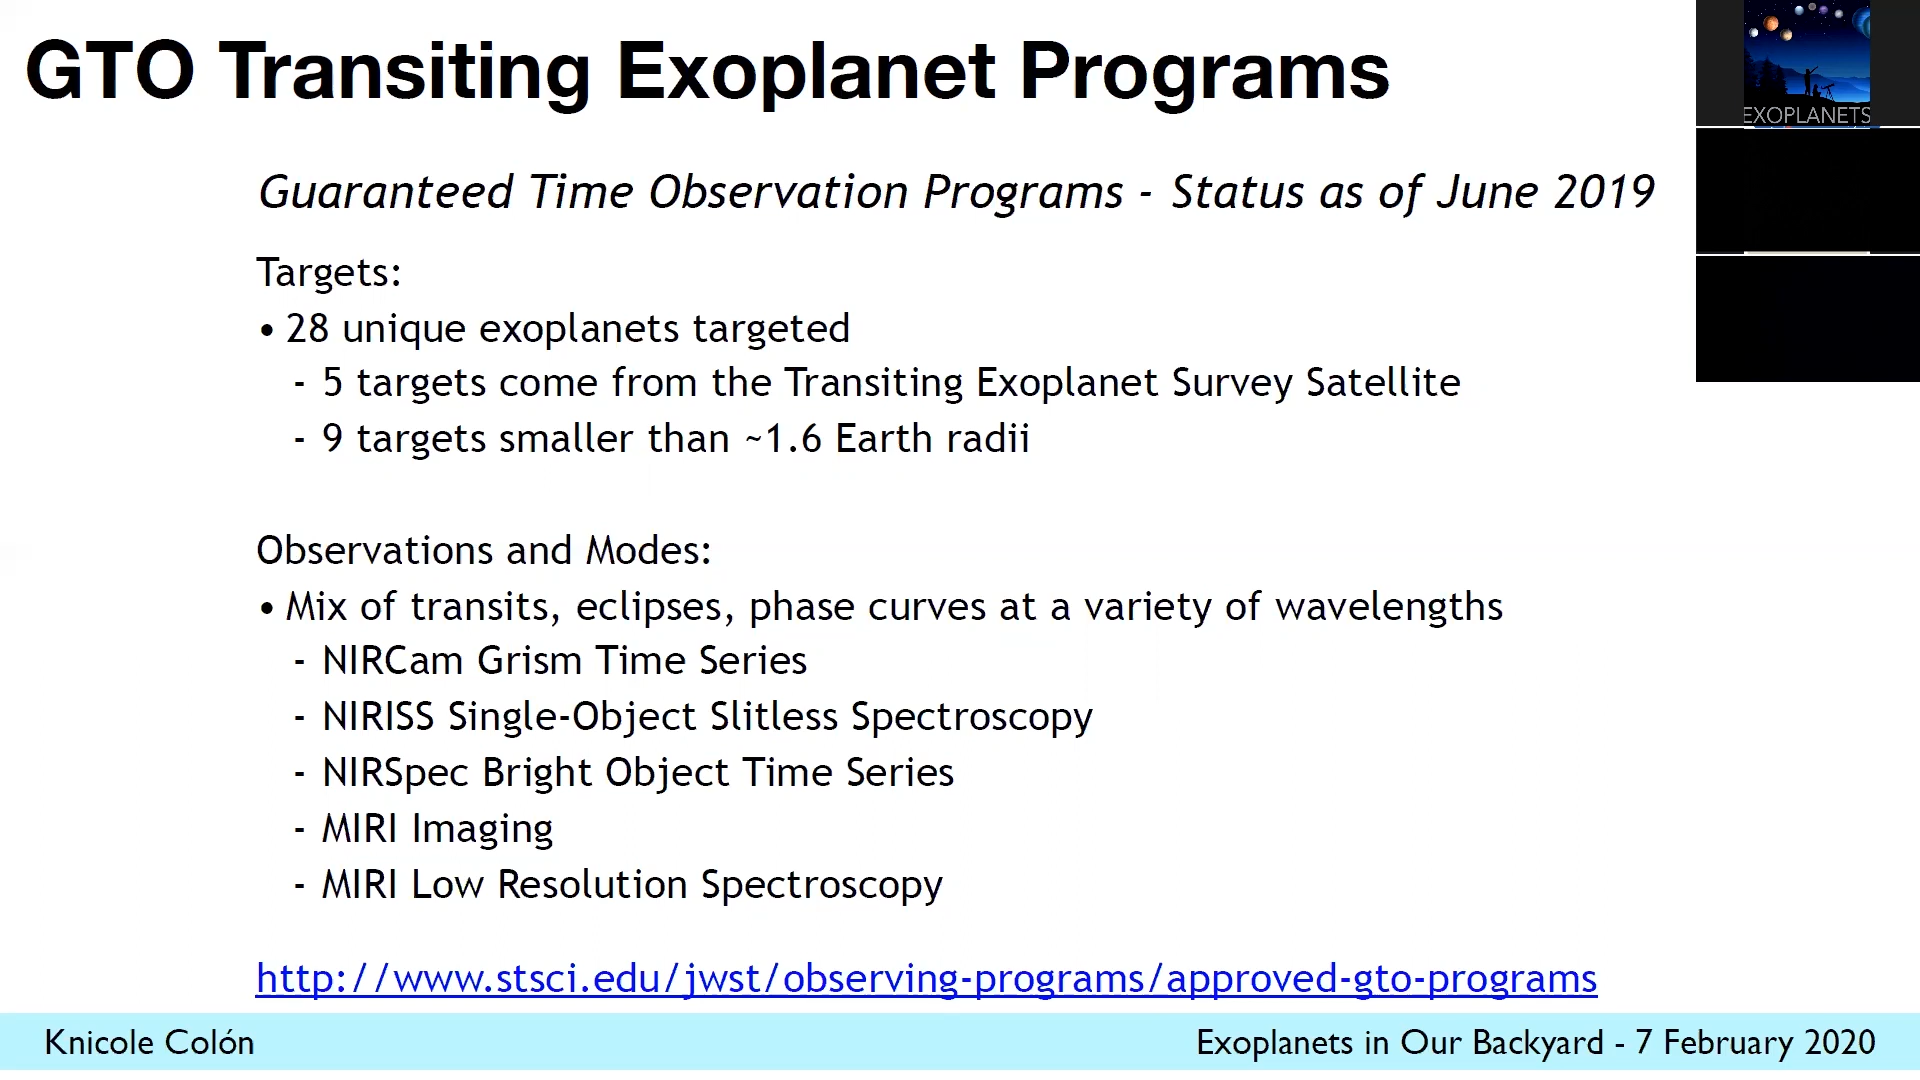 GTO Transiting Exoplanet Programs
EXOPLANETS
Guaranteed Time Observation Programs - Status as of June 2019
Targets:
• 28 unique exoplanets targeted
- 5 targets come from the Transiting Exoplanet Survey Satellite
- 9 targets smaller than ~1.6 Earth radii
Observations and Modes:
• Mix of transits, eclipses, phase curves at a variety of wavelengths
- NIRCam Grism Time Series
- NIRISS Single-Object Slitless Spectroscopy
- NIRSpec Bright Object Time Series
- MIRI Imaging
- MIRI Low Resolution Spectroscopy
http://www.stsci.edu/jwst/observing-programs/approved-gto-programs
Knicole Colón
Exoplanets in Our Backyard - 7 February 2020